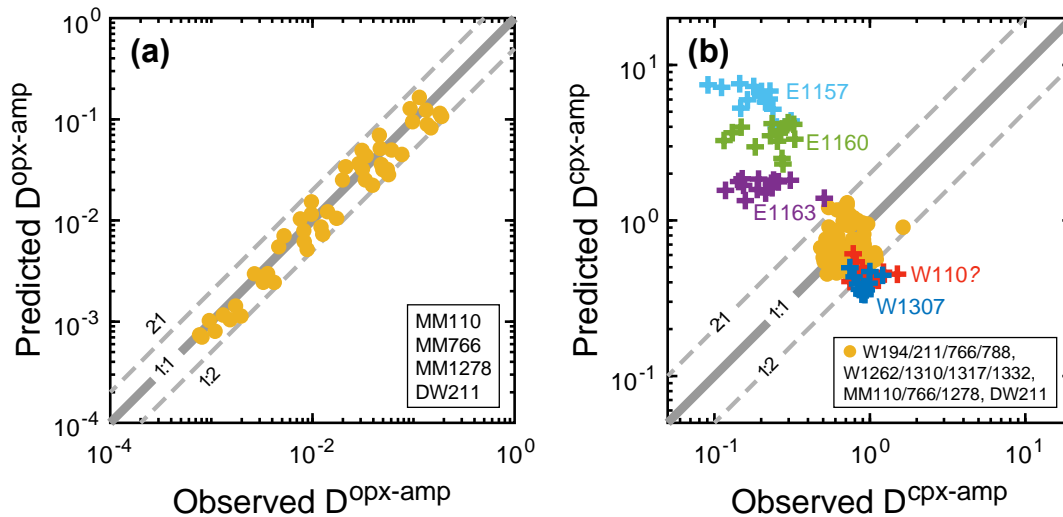 (a)
Predicted D^opx-amp
10^0
10^-1
10^-2
10^-3
10^-4
2:1
1:1
1:2
MM110
MM766
MM1278
DW211
10^-4
10^-2
10^0
Observed D^opx-amp
(b)
Predicted D^cpx-amp
10^1
10^0
10^-1
E1157
E1160
E1163
W110?
W1307
2:1
1:1
1:2
W194/211/766/788,
W1262/1310/1317/1332,
MM110/766/1278, DW211
10^-1
10^0
10^1
Observed D^cpx-amp